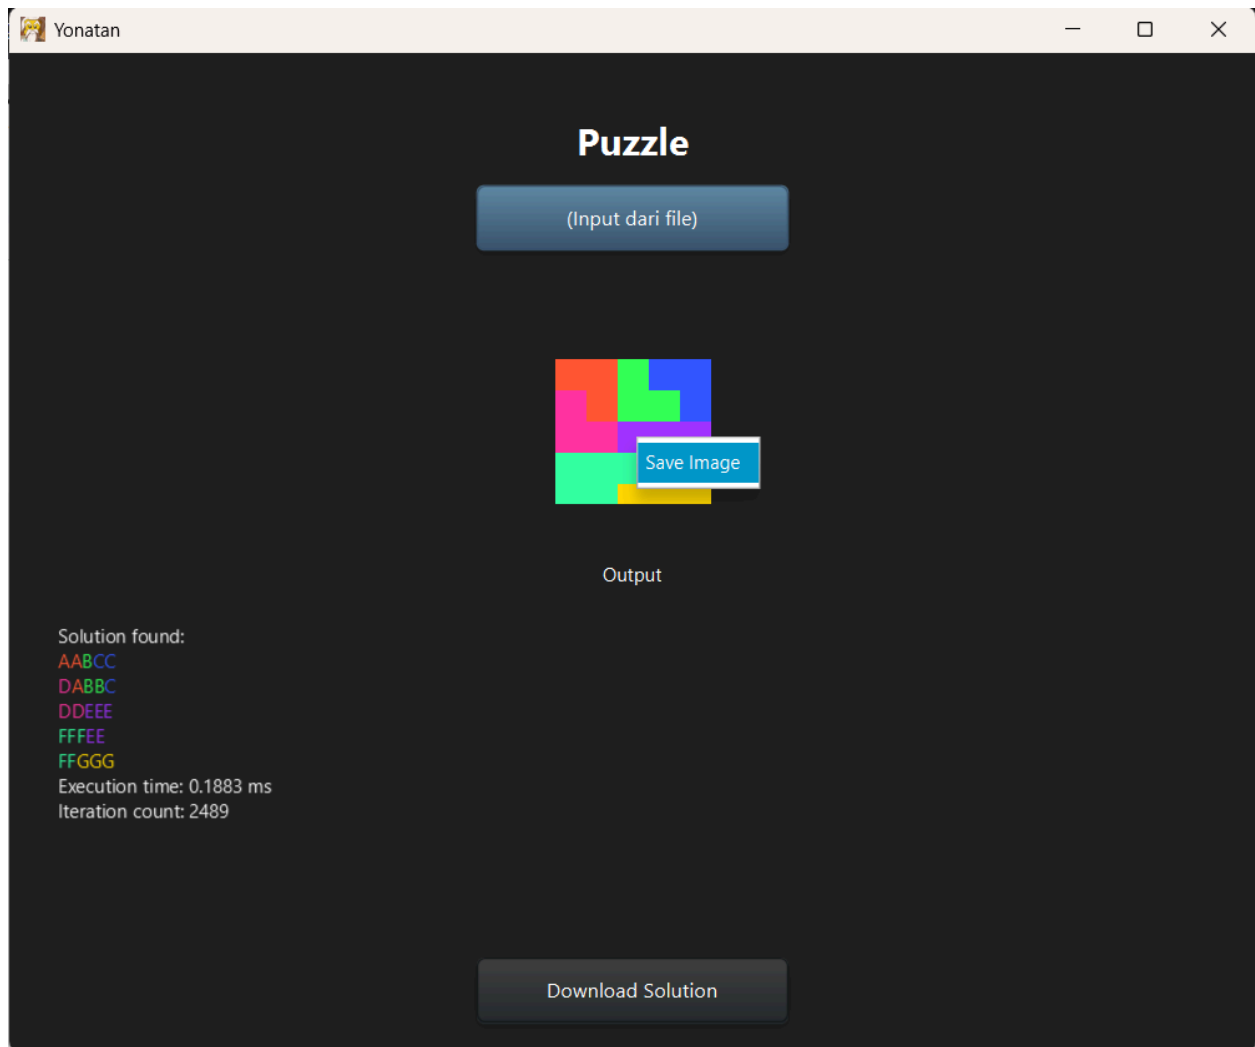 Yonatan
Puzzle
(Input dari file)
Save Image
Output
Solution found:
AABCC
DABBC
DDEEE
FFFEE
FFGGG
Execution time: 0.1883 ms
Iteration count: 2489
Download Solution